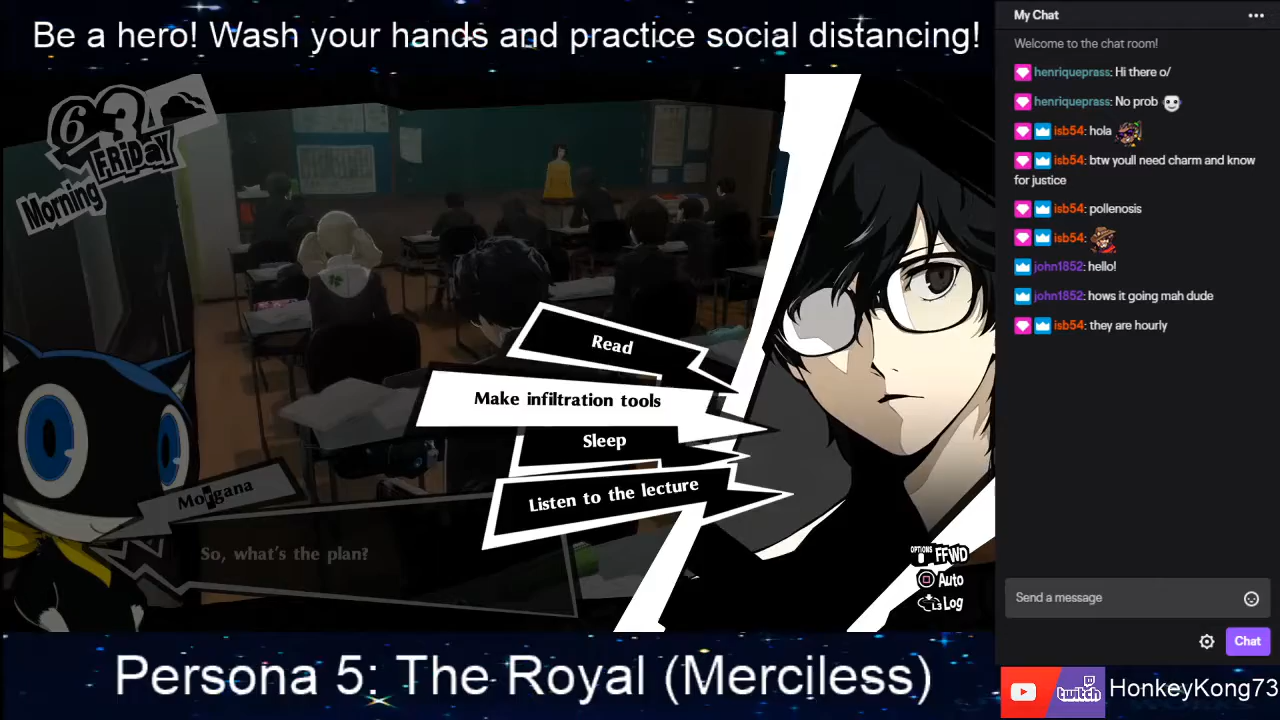 Be a hero! Wash your hands and practice social distancing!
6 3
FRiDaY
Morning
Read
Make infiltration tools
Sleep
Listen to the lecture
Morgana
So, what's the plan?
OPTIONS FFWD
Auto
L3 Log
Persona 5: The Royal (Merciless)
My Chat
Welcome to the chat room!
henriqueprass: Hi there o/
henriqueprass: No prob
isb54: hola
isb54: btw youll need charm and know
for justice
isb54: pollenosis
isb54:
john1852: hello!
john1852: hows it going mah dude
isb54: they are hourly
Send a message
Chat
twitch
HonkeyKong73